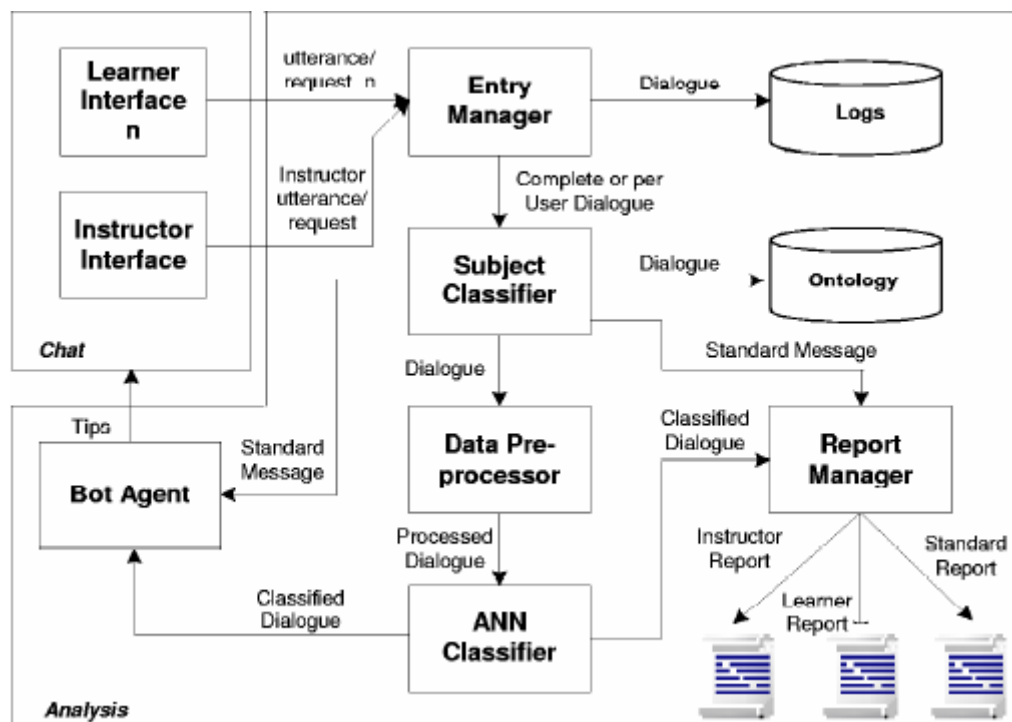 Learner
Interface
n
utterance/
request n
Entry
Manager
Dialogue
Logs
Instructor
utterance/
request
Complete or per
User Dialogue
Instructor
Interface
Subject
Classifier
Dialogue
Ontology
Chat
Dialogue
Standard Message
Tips
Standard
Message
Bot Agent
Data Pre-
processor
Classified
Dialogue
Report
Manager
Processed
Dialogue
Instructor
Report
Learner
Report
Standard
Report
Classified
Dialogue
ANN
Classifier
Analysis